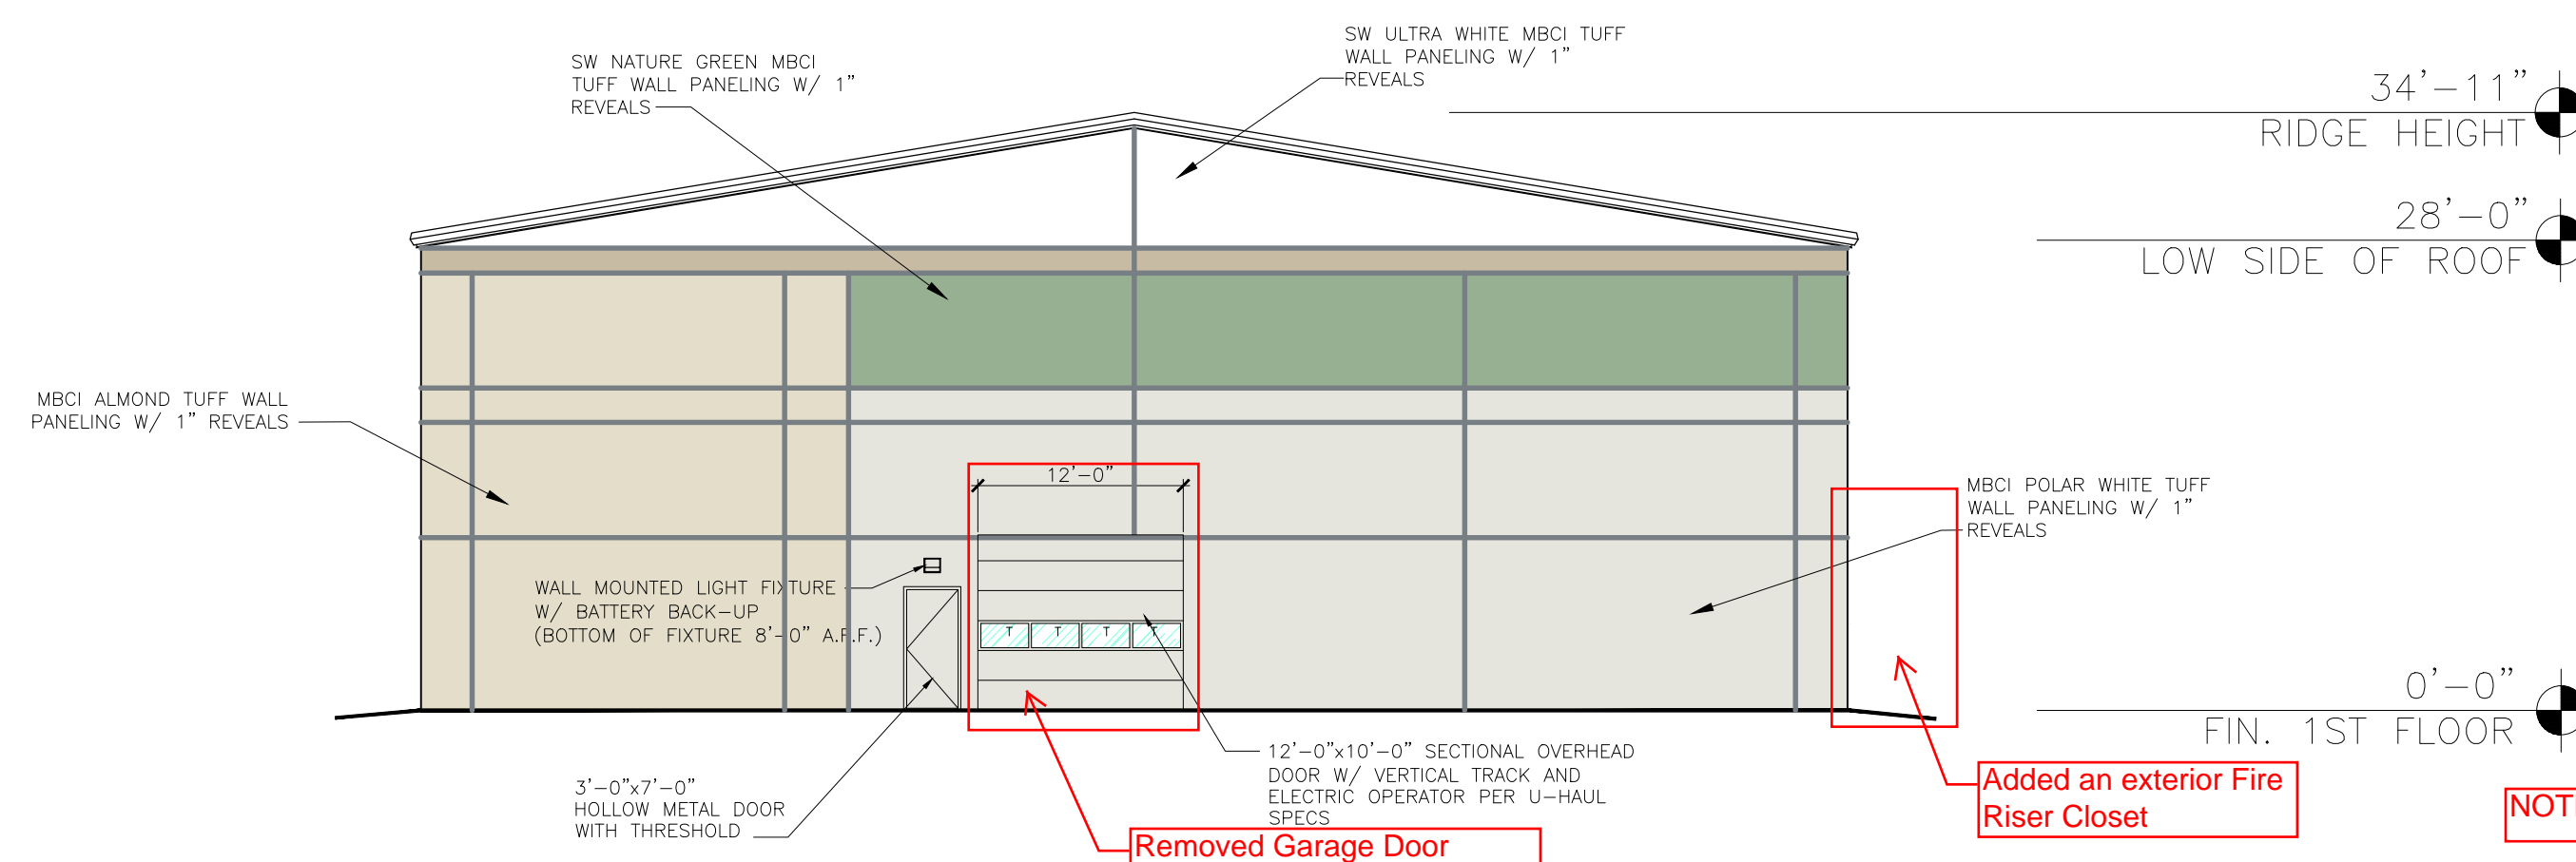 SW NATURE GREEN MBCI
TUFF WALL PANELING W/ 1"
REVEALS
SW ULTRA WHITE MBCI TUFF
WALL PANELING W/ 1"
REVEALS
34'-11"
RIDGE HEIGHT
28'-0"
LOW SIDE OF ROOF
MBCI ALMOND TUFF WALL
PANELING W/ 1" REVEALS
12'-0"
MBCI POLAR WHITE TUFF
WALL PANELING W/ 1"
REVEALS
WALL MOUNTED LIGHT FIXTURE
W/ BATTERY BACK-UP
(BOTTOM OF FIXTURE 8'-0" A.F.F.)
T T T T
0'-0"
FIN. 1ST FLOOR
12'-0"x10'-0" SECTIONAL OVERHEAD
DOOR W/ VERTICAL TRACK AND
ELECTRIC OPERATOR PER U-HAUL
SPECS
3'-0"x7'-0"
HOLLOW METAL DOOR
WITH THRESHOLD
Added an exterior Fire
Riser Closet
Removed Garage Door